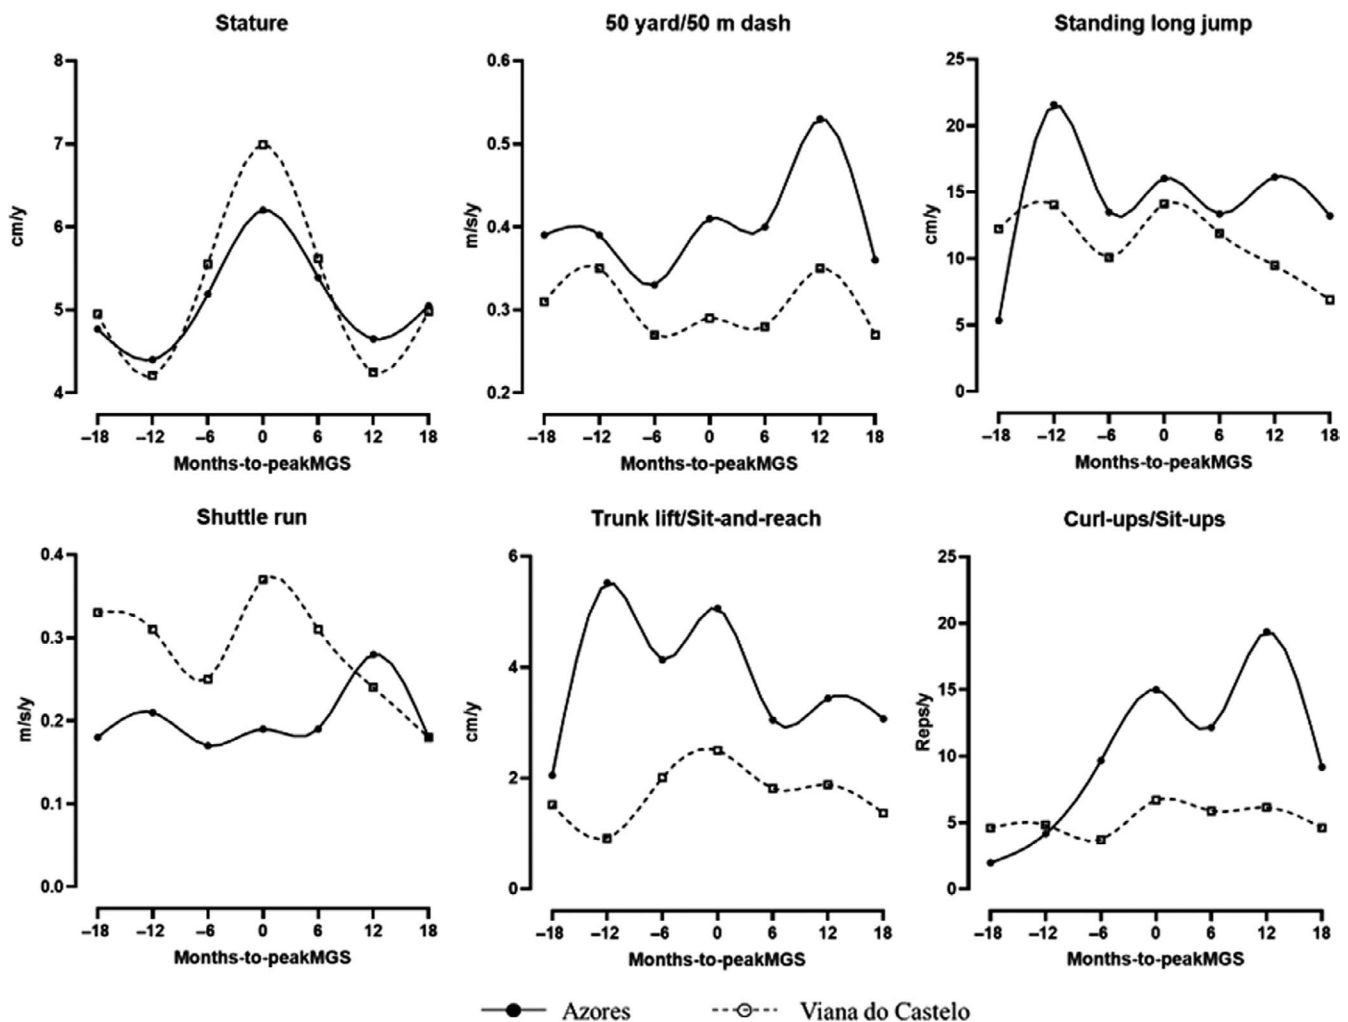 Stature
50 yard/50 m dash
Standing long jump
8
7
6
5
4
cm/y
−18 −12 −6 0 6 12 18
Months-to-peakMGS
0.6
0.5
0.4
0.3
0.2
m/s/y
−18 −12 −6 0 6 12 18
Months-to-peakMGS
25
20
15
10
5
0
cm/y
−18 −12 −6 0 6 12 18
Months-to-peakMGS
Shuttle run
Trunk lift/Sit-and-reach
Curl-ups/Sit-ups
0.4
0.3
0.2
0.1
0.0
m/s/y
−18 −12 −6 0 6 12 18
Months-to-peakMGS
6
4
2
0
cm/y
−18 −12 −6 0 6 12 18
Months-to-peakMGS
25
20
15
10
5
0
Reps/y
−18 −12 −6 0 6 12 18
Months-to-peakMGS
Azores Viana do Castelo